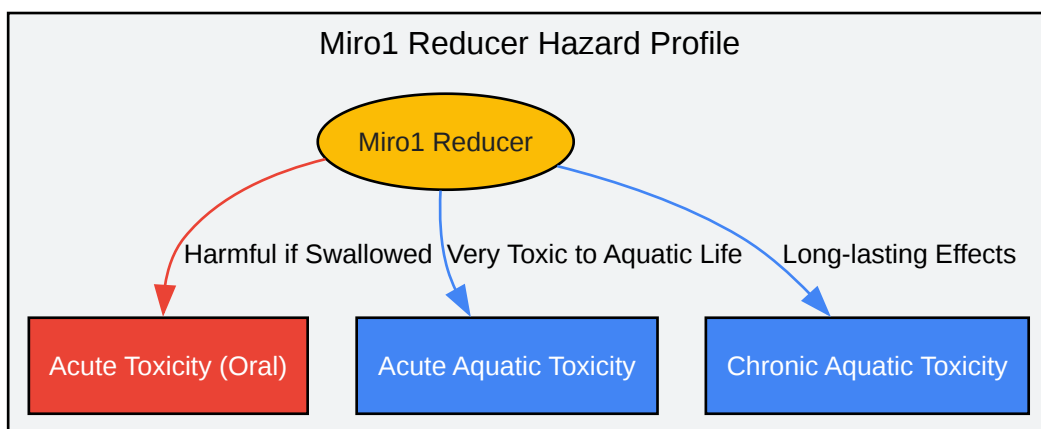 Miro1 Reducer Hazard Profile
Miro1 Reducer
Harmful if Swallowed
Very Toxic to Aquatic Life
Long-lasting Effects
Acute Toxicity (Oral)
Acute Aquatic Toxicity
Chronic Aquatic Toxicity